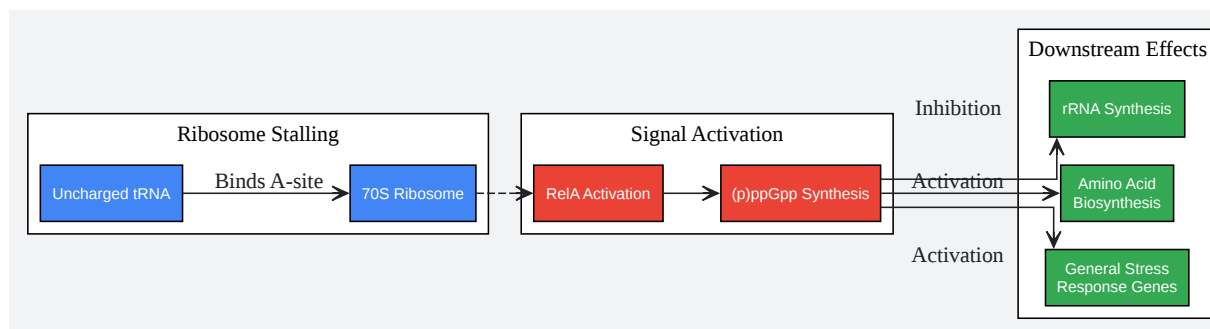 Ribosome Stalling
Uncharged tRNA
Binds A-site
70S Ribosome
Signal Activation
RelA Activation
(p)ppGpp Synthesis
Inhibition
Activation
Activation
Downstream Effects
rRNA Synthesis
Amino Acid
Biosynthesis
General Stress
Response Genes